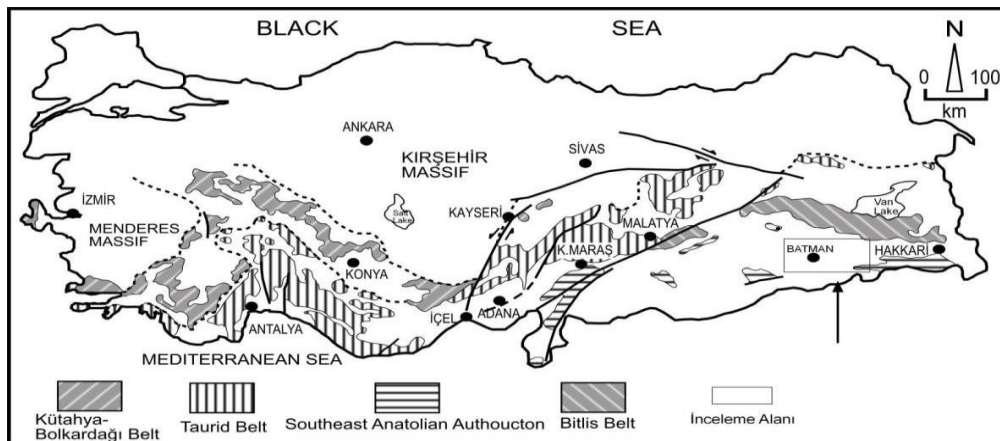 BLACK SEA
N
0 100
km
ANKARA
SİVAS
KIRŞEHİR
MASSIF
Salt
Lake
KAYSERİ
İZMİR
MENDERES
MASSIF
Van
Lake
MALATYA
K.MARAŞ
BATMAN
HAKKARİ
KONYA
ANTALYA
İÇEL
ADANA
MEDITERRANEAN SEA
Kütahya-
Bolkardağı Belt
Taurid Belt
Southeast Anatolian Authoucton
Bitlis Belt
İnceleme Alanı